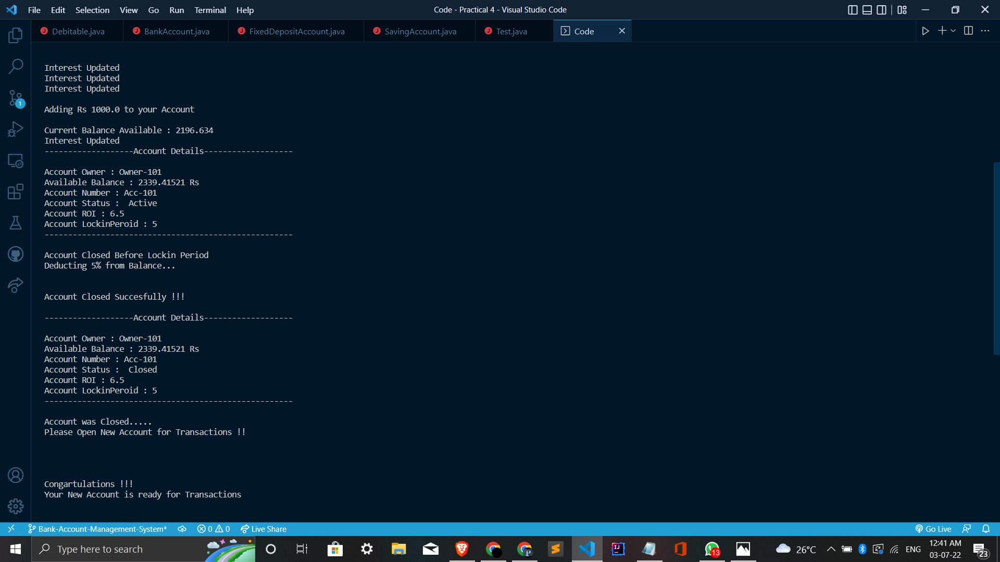 File Edit Selection View Go Run Terminal Help
Code - Practical 4 - Visual Studio Code
Debitable.java BankAccount.java FixedDepositAccount.java SavingAccount.java Test.java Code
Interest Updated
Interest Updated
Interest Updated
Adding Rs 1000.0 to your Account
Current Balance Available : 2196.634
Interest Updated
-------------------Account Details-------------------
Account Owner : Owner-101
Available Balance : 2339.41521 Rs
Account Number : Acc-101
Account Status :  Active
Account ROI : 6.5
Account LockinPeroid : 5
-----------------------------------------------------
Account Closed Before Lockin Period
Deducting 5% from Balance...
Account Closed Succesfully !!!
-------------------Account Details-------------------
Account Owner : Owner-101
Available Balance : 2339.41521 Rs
Account Number : Acc-101
Account Status :  Closed
Account ROI : 6.5
Account LockinPeroid : 5
-----------------------------------------------------
Account was Closed.....
Please Open New Account for Transactions !!
Congartulations !!!
Your New Account is ready for Transactions
1
Bank-Account-Management-System* 0 0 Live Share Go Live
Type here to search
13
26°C ENG 12:41 AM
03-07-22
23